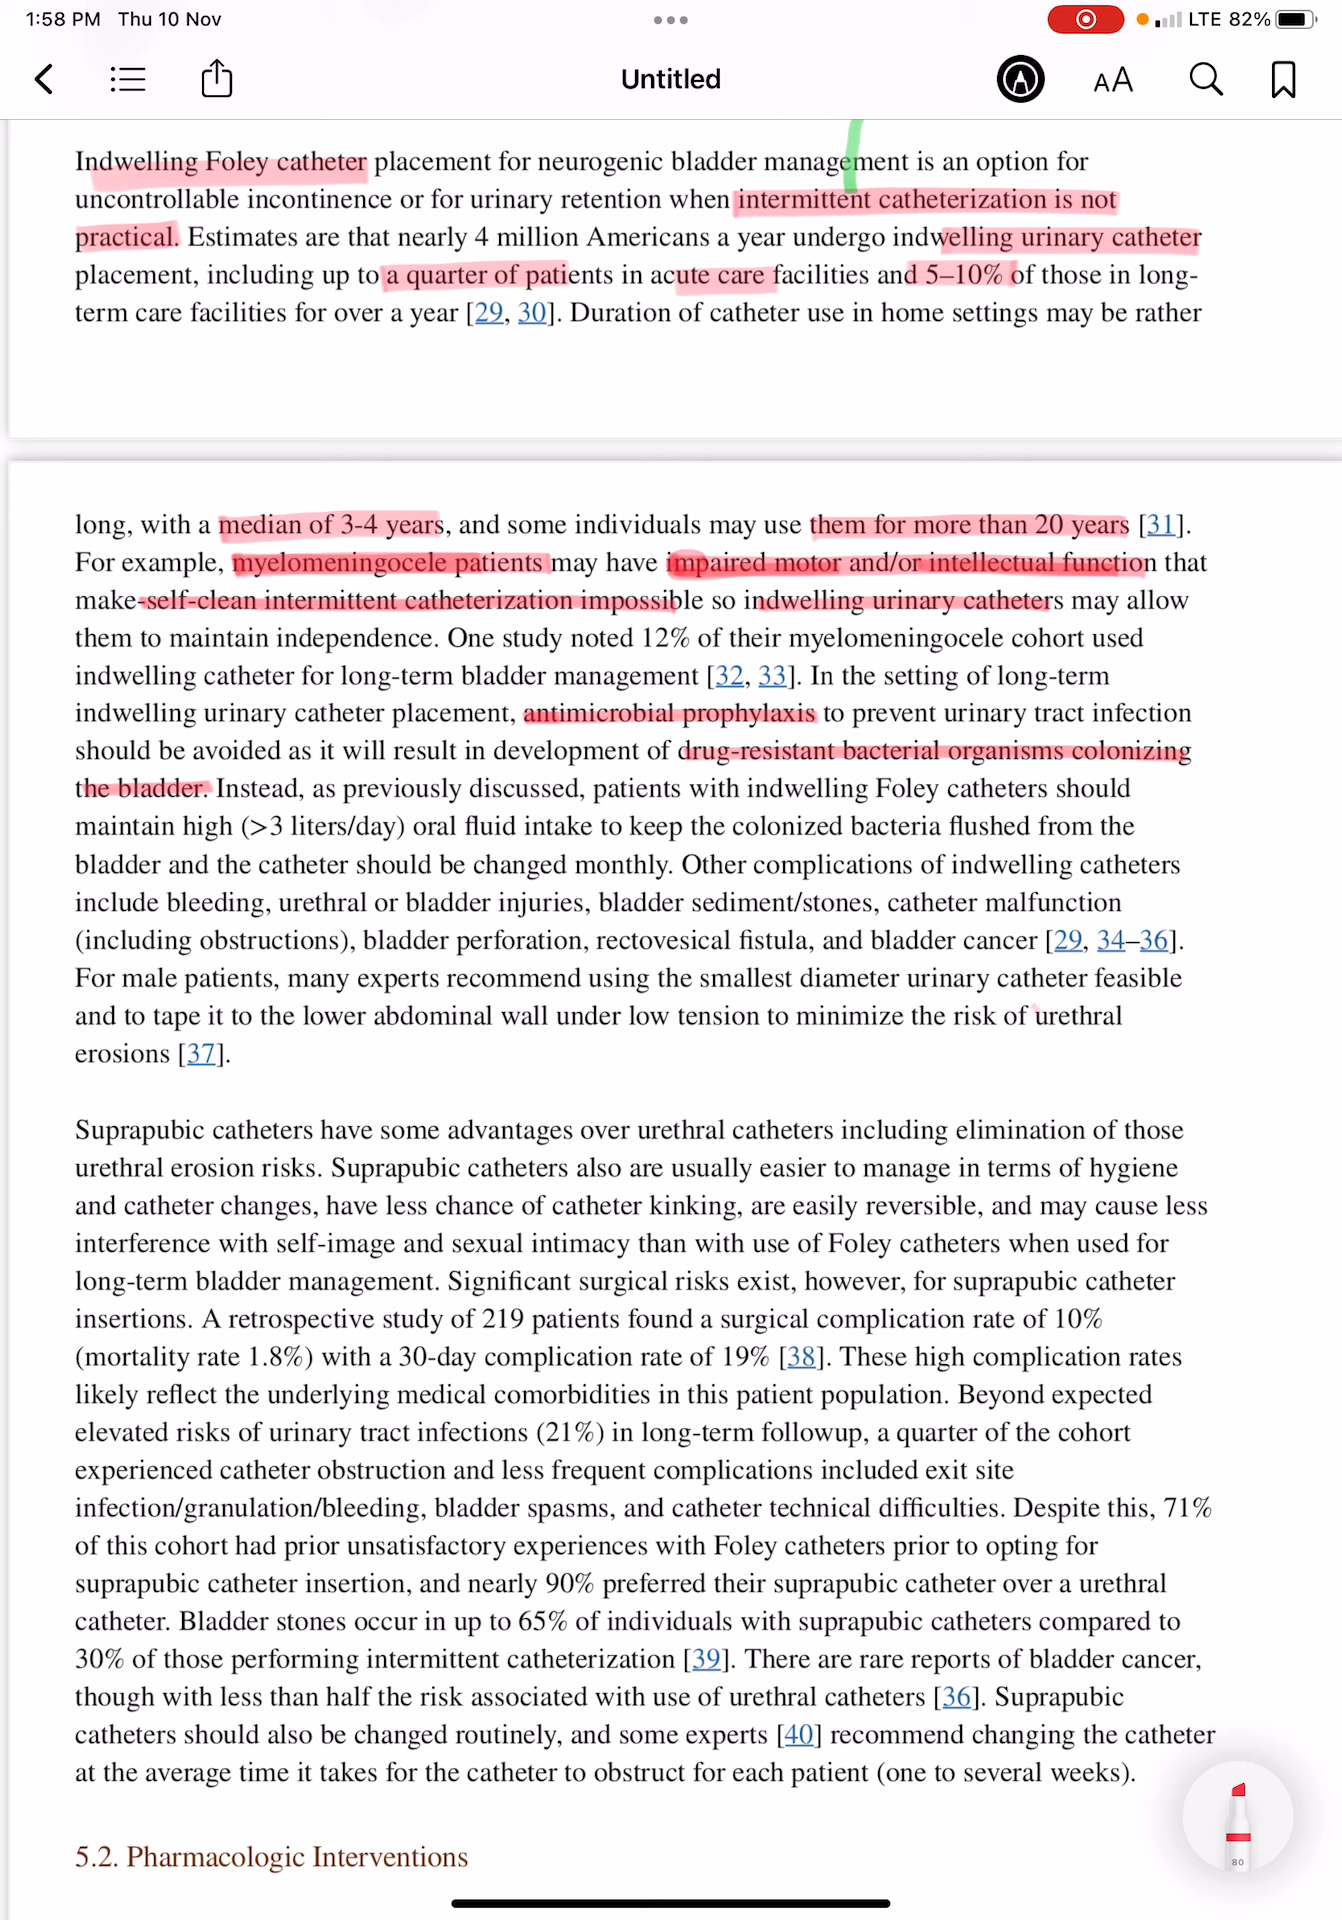 1:58 PM Thu 10 Nov
LTE 82%
Untitled
AA
Indwelling Foley catheter placement for neurogenic bladder management is an option for
uncontrollable incontinence or for urinary retention when intermittent catheterization is not
practical. Estimates are that nearly 4 million Americans a year undergo indwelling urinary catheter
placement, including up to a quarter of patients in acute care facilities and 5–10% of those in long-
term care facilities for over a year [29, 30]. Duration of catheter use in home settings may be rather
long, with a median of 3-4 years, and some individuals may use them for more than 20 years [31].
For example, myelomeningocele patients may have impaired motor and/or intellectual function that
make self-clean intermittent catheterization impossible so indwelling urinary catheters may allow
them to maintain independence. One study noted 12% of their myelomeningocele cohort used
indwelling catheter for long-term bladder management [32, 33]. In the setting of long-term
indwelling urinary catheter placement, antimicrobial prophylaxis to prevent urinary tract infection
should be avoided as it will result in development of drug-resistant bacterial organisms colonizing
the bladder. Instead, as previously discussed, patients with indwelling Foley catheters should
maintain high (>3 liters/day) oral fluid intake to keep the colonized bacteria flushed from the
bladder and the catheter should be changed monthly. Other complications of indwelling catheters
include bleeding, urethral or bladder injuries, bladder sediment/stones, catheter malfunction
(including obstructions), bladder perforation, rectovesical fistula, and bladder cancer [29, 34–36].
For male patients, many experts recommend using the smallest diameter urinary catheter feasible
and to tape it to the lower abdominal wall under low tension to minimize the risk of urethral
erosions [37].
Suprapubic catheters have some advantages over urethral catheters including elimination of those
urethral erosion risks. Suprapubic catheters also are usually easier to manage in terms of hygiene
and catheter changes, have less chance of catheter kinking, are easily reversible, and may cause less
interference with self-image and sexual intimacy than with use of Foley catheters when used for
long-term bladder management. Significant surgical risks exist, however, for suprapubic catheter
insertions. A retrospective study of 219 patients found a surgical complication rate of 10%
(mortality rate 1.8%) with a 30-day complication rate of 19% [38]. These high complication rates
likely reflect the underlying medical comorbidities in this patient population. Beyond expected
elevated risks of urinary tract infections (21%) in long-term followup, a quarter of the cohort
experienced catheter obstruction and less frequent complications included exit site
infection/granulation/bleeding, bladder spasms, and catheter technical difficulties. Despite this, 71%
of this cohort had prior unsatisfactory experiences with Foley catheters prior to opting for
suprapubic catheter insertion, and nearly 90% preferred their suprapubic catheter over a urethral
catheter. Bladder stones occur in up to 65% of individuals with suprapubic catheters compared to
30% of those performing intermittent catheterization [39]. There are rare reports of bladder cancer,
though with less than half the risk associated with use of urethral catheters [36]. Suprapubic
catheters should also be changed routinely, and some experts [40] recommend changing the catheter
at the average time it takes for the catheter to obstruct for each patient (one to several weeks).
80
5.2. Pharmacologic Interventions